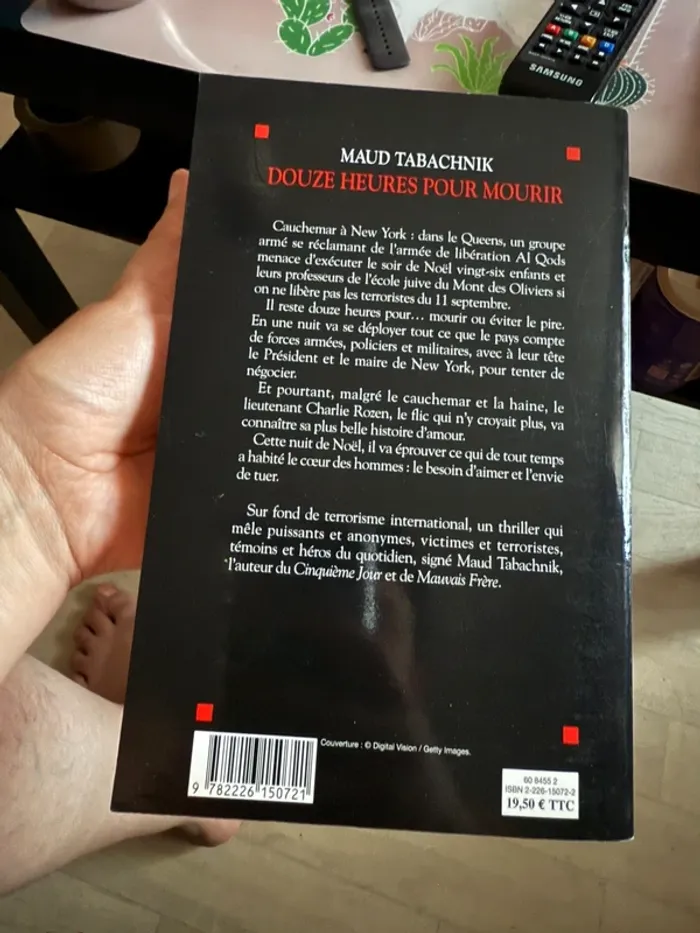 SAMSUNG
MAUD TABACHNIK
DOUZE HEURES POUR MOURIR
Cauchemar à New York : dans le Queens, un groupe
armé se réclamant de l'armée de libération Al Qods
menace d'exécuter le soir de Noël vingt-six enfants et
leurs professeurs de l'école juive du Mont des Oliviers si
on ne libère pas les terroristes du 11 septembre.
Il reste douze heures pour... mourir ou éviter le pire.
En une nuit va se déployer tout ce que le pays compte
de forces armées, policiers et militaires, avec à leur tête
le Président et le maire de New York, pour tenter de
négocier.
Et pourtant, malgré le cauchemar et la haine, le
lieutenant Charlie Rozen, le flic qui n'y croyait plus, va
connaître sa plus belle histoire d'amour.
Cette nuit de Noël, il va éprouver ce qui de tout temps
a habité le cœur des hommes : le besoin d'aimer et l'envie
de tuer.
Sur fond de terrorisme international, un thriller qui
mêle puissants et anonymes, victimes et terroristes,
témoins et héros du quotidien, signé Maud Tabachnik,
l'auteur du Cinquième Jour et de Mauvais Frère.
Couverture : © Digital Vision / Getty Images.
9 782226 150721
60 8455 2
ISBN 2-226-15072-2
19,50 € TTC